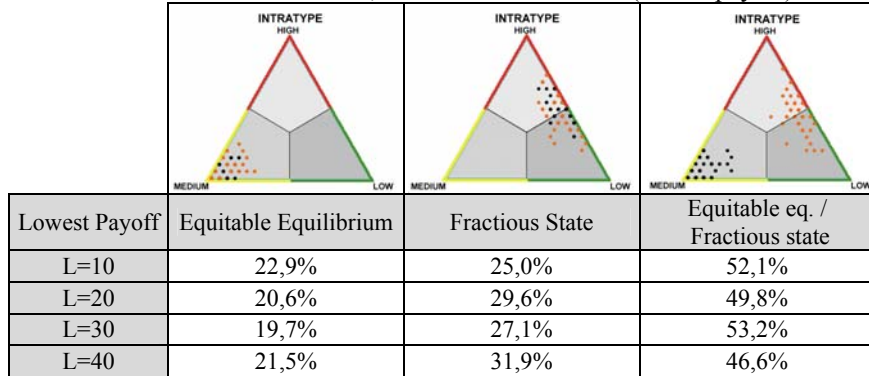 INTRATYPE
HIGH
MEDIUM
LOW
INTRATYPE
HIGH
MEDIUM
LOW
INTRATYPE
HIGH
MEDIUM
LOW
Lowest Payoff Equitable Equilibrium Fractious State Equitable eq. /
Fractious state
L=10 22,9% 25,0% 52,1%
L=20 20,6% 29,6% 49,8%
L=30 19,7% 27,1% 53,2%
L=40 21,5% 31,9% 46,6%